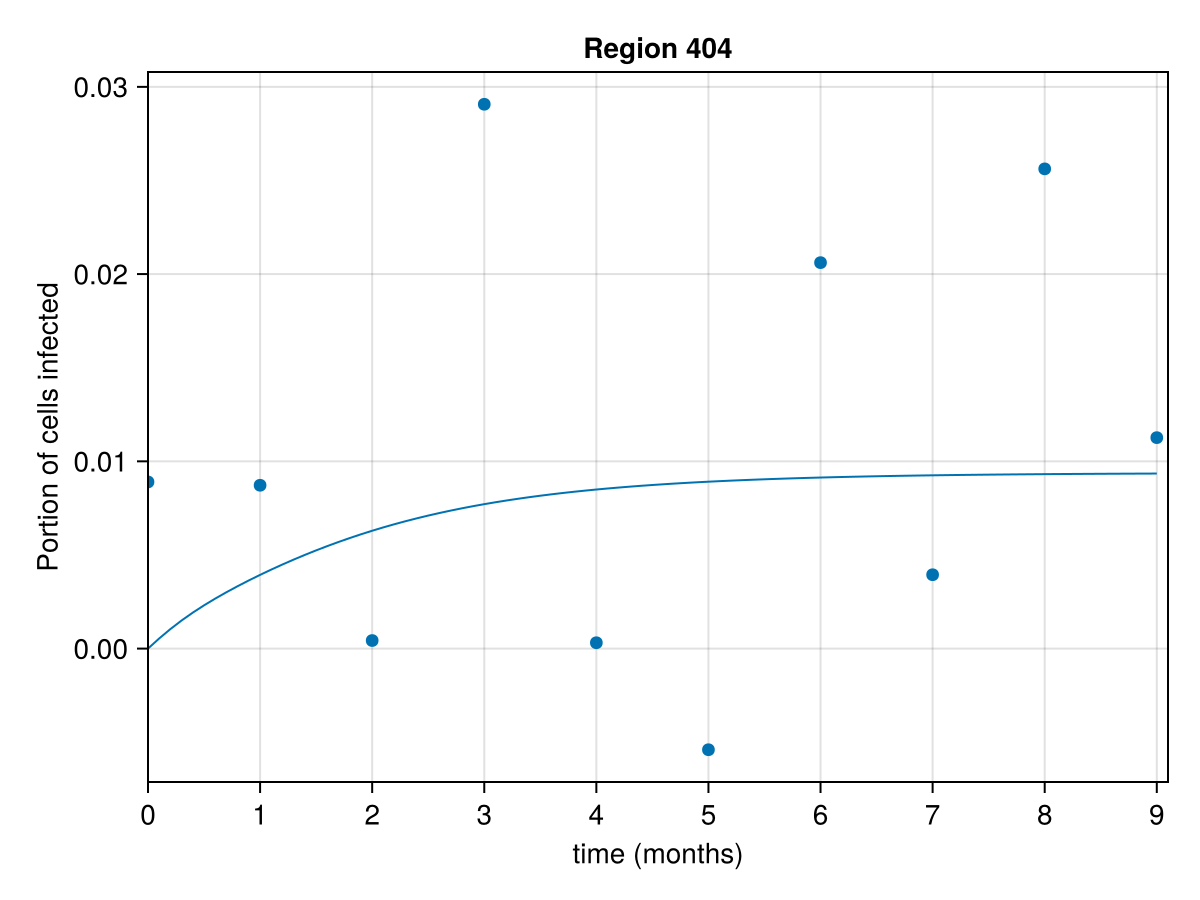 Region 404
0.03
0.02
0.01
0.00
Portion of cells infected
0 1 2 3 4 5 6 7 8 9
time (months)